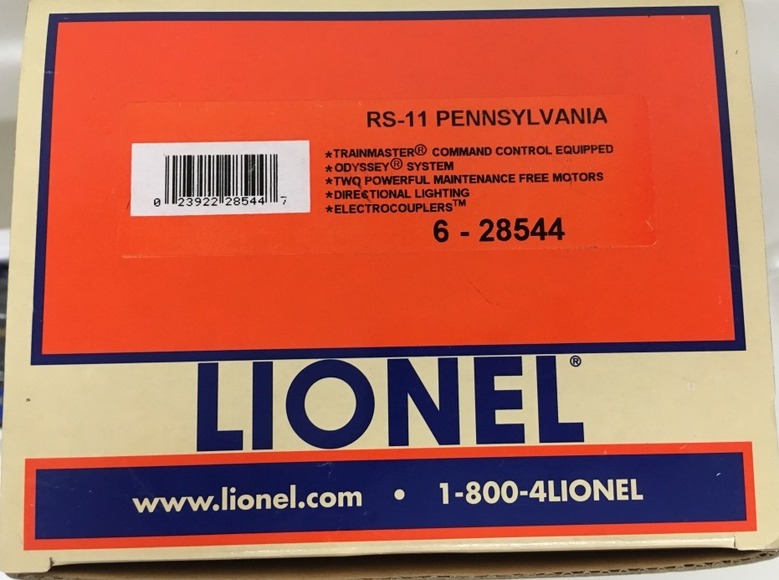 RS-11 PENNSYLVANIA
*TRAINMASTER® COMMAND CONTROL EQUIPPED
*ODYSSEY® SYSTEM
*TWO POWERFUL MAINTENANCE FREE MOTORS
*DIRECTIONAL LIGHTING
*ELECTROCOUPLERS™
0 23922 28544 7
6 - 28544
LIONEL®
www.lionel.com • 1-800-4LIONEL